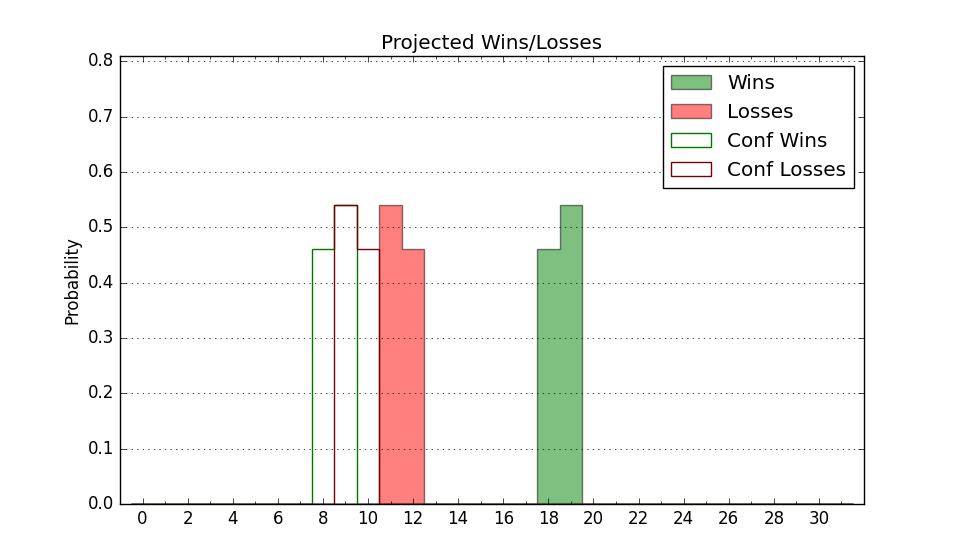 Projected Wins/Losses
0.8
0.7
0.6
0.5
0.4
0.3
0.2
0.1
0.0
Probability
Wins
Losses
Conf Wins
Conf Losses
0 2 4 6 8 10 12 14 16 18 20 22 24 26 28 30